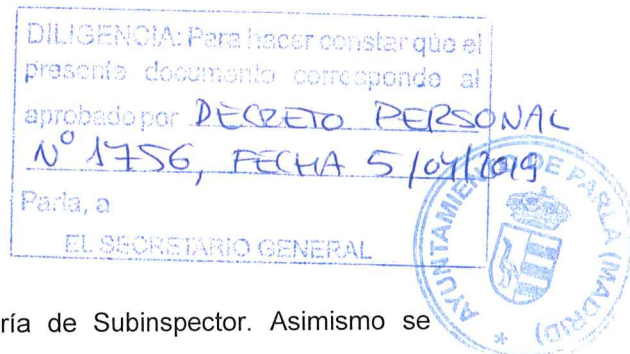 DILIGENCIA: Para hacer constar que el
presente documento corresponde al
aprobado por DECRETO PERSONAL
Nº 1756, FECHA 5/04/2019
Parla, a
EL SECRETARIO GENERAL
AYUNTAMIENTO DE PARLA (MADRID) *
ría de Subinspector. Asimismo se